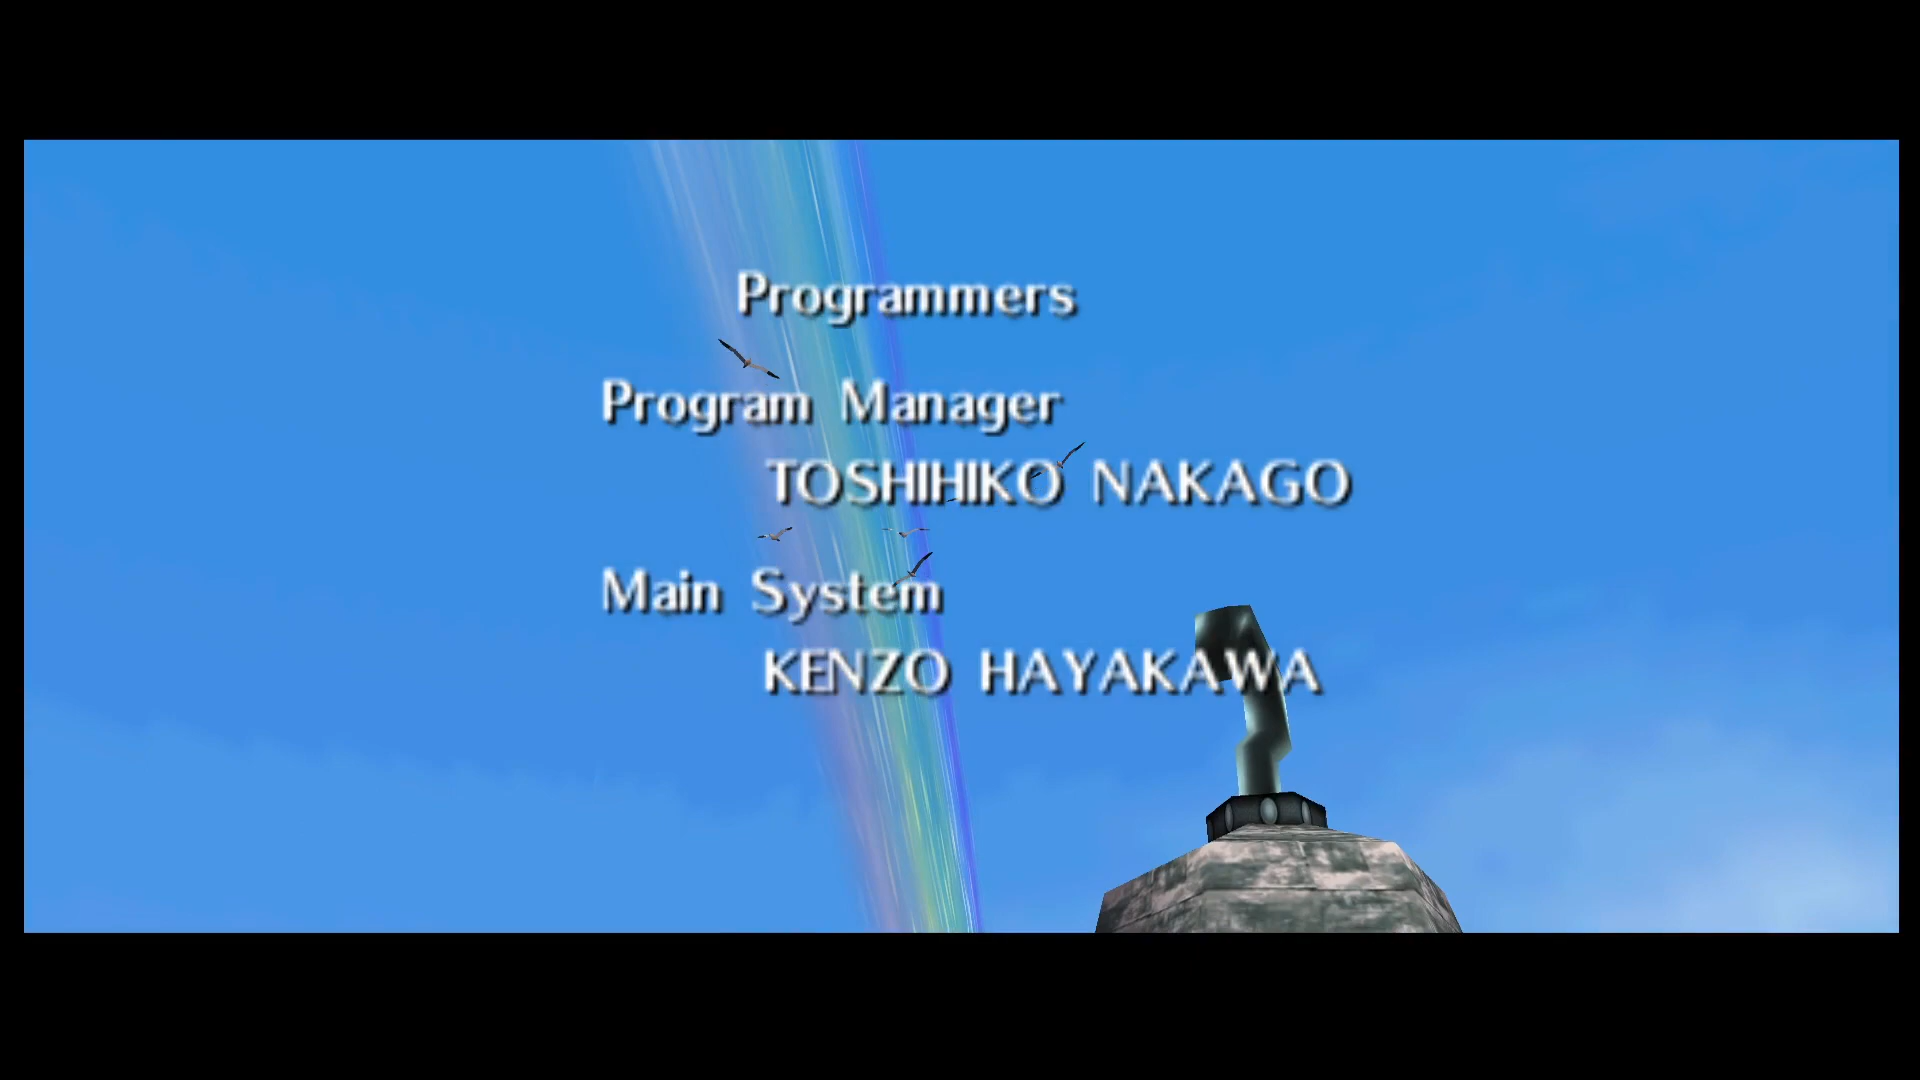 Programmers
Program Manager
TOSHIHIKO NAKAGO
Main System
KENZO HAYAKAWA